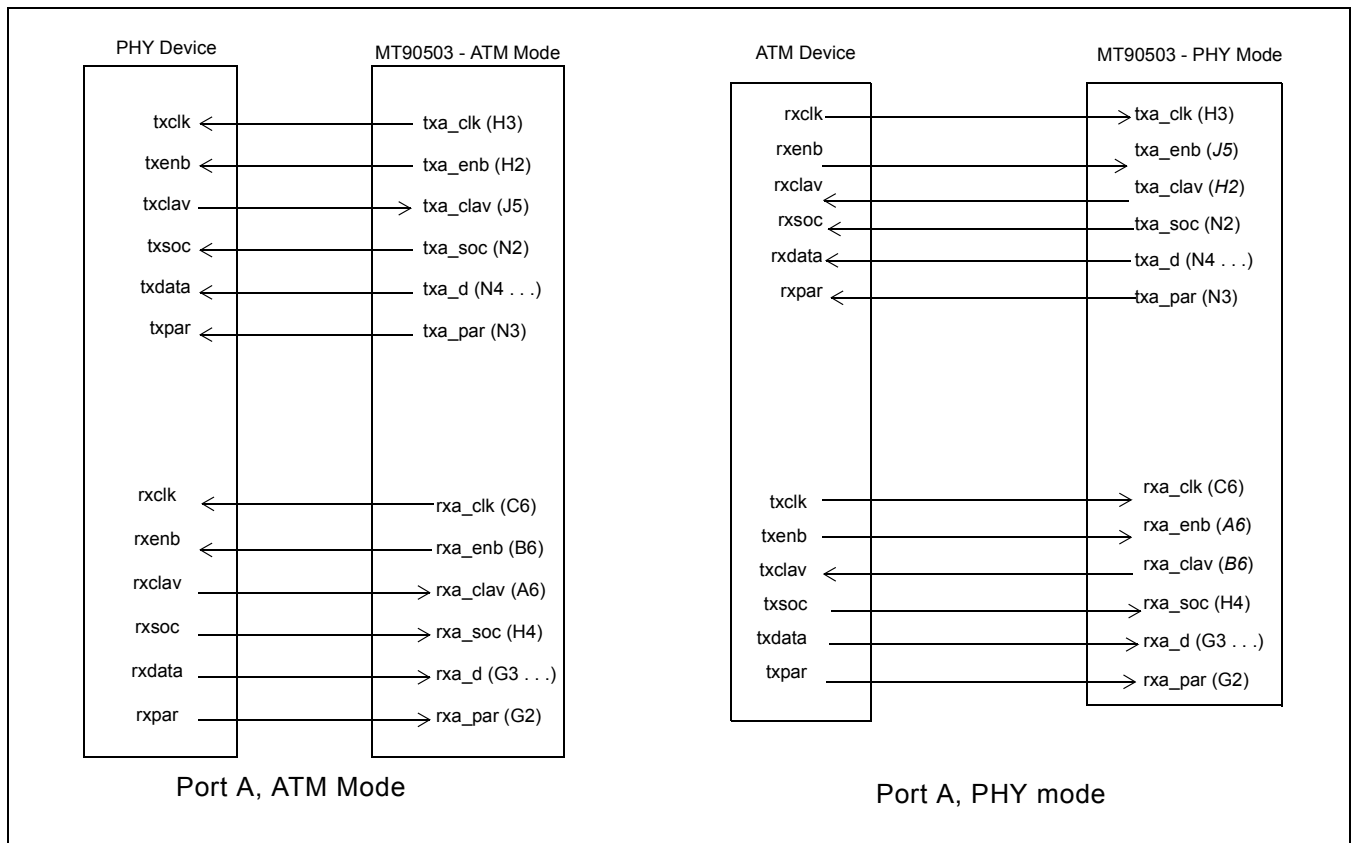 PHY Device
MT90503 - ATM Mode
txclk
txa_clk (H3)
txenb
txa_enb (H2)
txclav
txa_clav (J5)
txsoc
txa_soc (N2)
txdata
txa_d (N4 . . .)
txpar
txa_par (N3)
rxclk
rxa_clk (C6)
rxenb
rxa_enb (B6)
rxclav
rxa_clav (A6)
rxsoc
rxa_soc (H4)
rxdata
rxa_d (G3 . . .)
rxpar
rxa_par (G2)
Port A, ATM Mode
ATM Device
MT90503 - PHY Mode
rxclk
txa_clk (H3)
rxenb
txa_enb (J5)
rxclav
txa_clav (H2)
rxsoc
txa_soc (N2)
rxdata
txa_d (N4 . . .)
rxpar
txa_par (N3)
txclk
rxa_clk (C6)
txenb
rxa_enb (A6)
txclav
rxa_clav (B6)
txsoc
rxa_soc (H4)
txdata
rxa_d (G3 . . .)
txpar
rxa_par (G2)
Port A, PHY mode